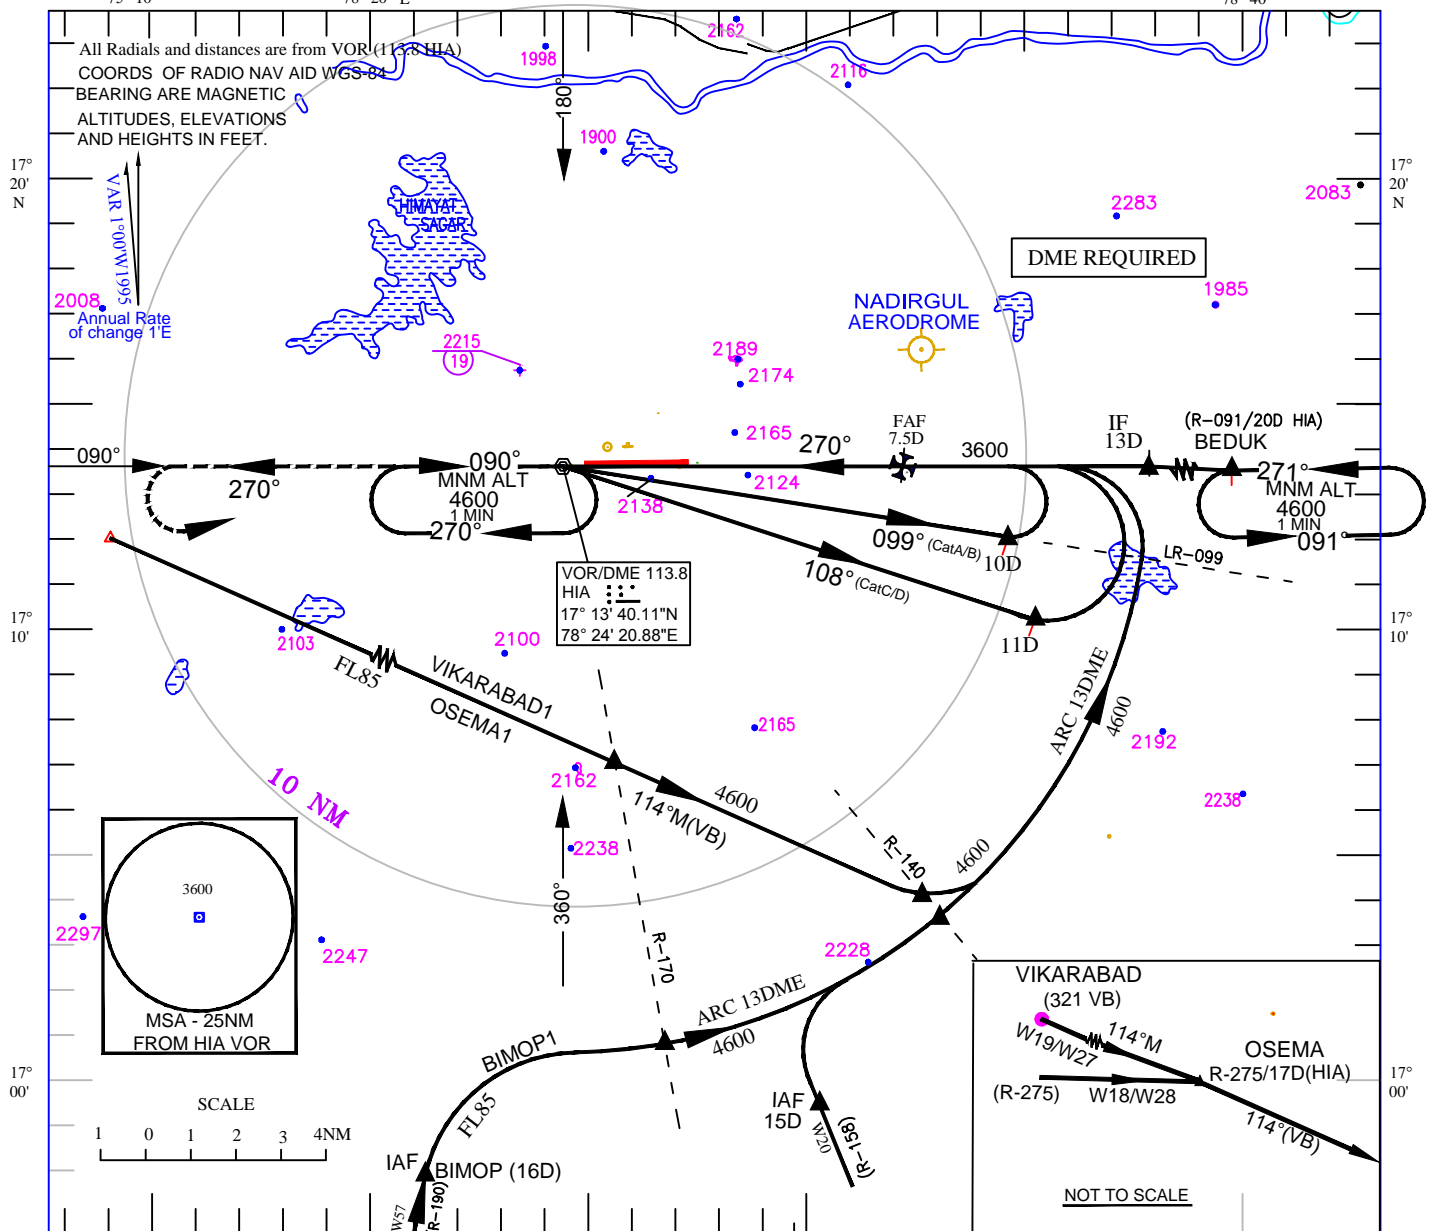 78° 20' E
78° 40'
All Radials and distances are from VOR (113.8 HIA)
COORDS OF RADIO NAV AID WGS-84
BEARING ARE MAGNETIC
ALTITUDES, ELEVATIONS
AND HEIGHTS IN FEET.
2162
1998
2116
180°
1900
17°
20'
N
17°
20'
N
VAR 1°00'W1995
HIMAYAT
SAGAR
2283
2083
DME REQUIRED
2008
Annual Rate
of change 1'E
1985
NADIRGUL
AERODROME
2215
19
2189
2174
2165
FAF
7.5D
IF
13D
(R-091/20D HIA)
BEDUK
090°
270°
090°
MNM ALT
4600
1 MIN
270°
270°
3600
2124
2138
271°
MNM ALT
4600
1 MIN
091°
099° (CatA/B)
10D
LR-099
108° (CatC/D)
11D
VOR/DME 113.8
HIA
17° 13' 40.11"N
78° 24' 20.88"E
17°
10'
17°
10'
2103
2100
FL85
VIKARABAD1
OSEMA1
2165
ARC 13DME
4600
2192
2162
10 NM
114°M(VB)
4600
2238
2238
R-140
4600
360°
3600
MSA - 25NM
FROM HIA VOR
2297
2247
R-170
2228
ARC 13DME
4600
BIMOP1
FL85
VIKARABAD
(321 VB)
114°M
W19/W27
OSEMA
R-275/17D(HIA)
(R-275)
W18/W28
114°(VB)
NOT TO SCALE
17°
00'
17°
00'
SCALE
1 0 1 2 3 4NM
IAF
15D
W20
(R-158)
IAF
BIMOP (16D)
W57
(R-190)